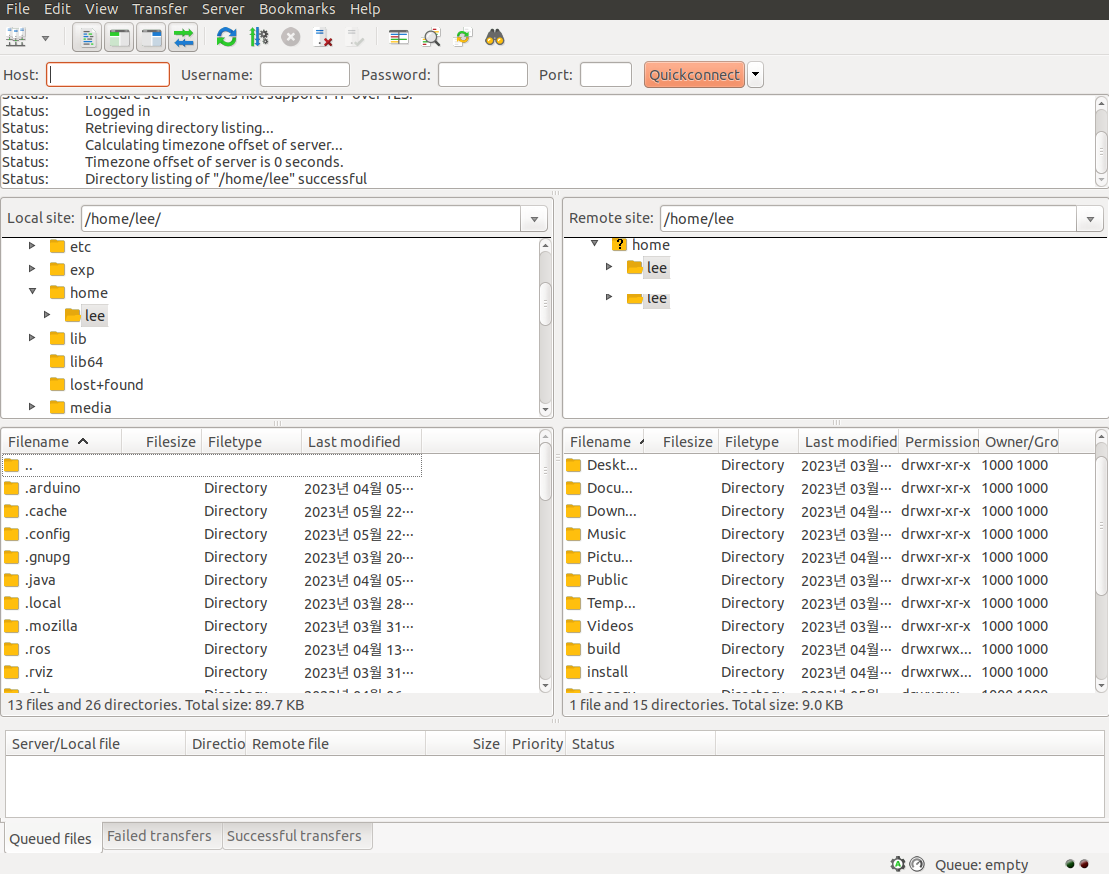 File Edit View Transfer Server Bookmarks Help
Host: Username: Password: Port: Quickconnect
Status: Insecure server, it does not support FTP over TLS.
Status: Logged in
Status: Retrieving directory listing...
Status: Calculating timezone offset of server...
Status: Timezone offset of server is 0 seconds.
Status: Directory listing of "/home/lee" successful
Local site: /home/lee/
etc
exp
home
lee
lib
lib64
lost+found
media
Remote site: /home/lee
? home
lee
lee
Filename Filesize Filetype Last modified
..
.arduino Directory 2023년 04월 05⋯
.cache Directory 2023년 05월 22⋯
.config Directory 2023년 05월 22⋯
.gnupg Directory 2023년 03월 20⋯
.java Directory 2023년 04월 05⋯
.local Directory 2023년 03월 28⋯
.mozilla Directory 2023년 03월 31⋯
.ros Directory 2023년 04월 13⋯
.rviz Directory 2023년 03월 31⋯
13 files and 26 directories. Total size: 89.7 KB
Filename Filesize Filetype Last modified Permission Owner/Gro
Deskt... Directory 2023년 03월⋯ drwxr-xr-x 1000 1000
Docu... Directory 2023년 03월⋯ drwxr-xr-x 1000 1000
Down... Directory 2023년 04월⋯ drwxr-xr-x 1000 1000
Music Directory 2023년 03월⋯ drwxr-xr-x 1000 1000
Pictu... Directory 2023년 04월⋯ drwxr-xr-x 1000 1000
Public Directory 2023년 03월⋯ drwxr-xr-x 1000 1000
Temp... Directory 2023년 03월⋯ drwxr-xr-x 1000 1000
Videos Directory 2023년 03월⋯ drwxr-xr-x 1000 1000
build Directory 2023년 04월⋯ drwxrwx... 1000 1000
install Directory 2023년 04월⋯ drwxrwx... 1000 1000
1 file and 15 directories. Total size: 9.0 KB
Server/Local file Directio Remote file Size Priority Status
Queued files Failed transfers Successful transfers
Queue: empty